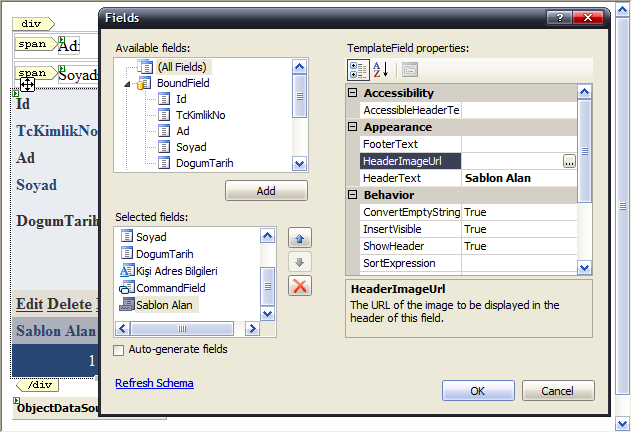 Fields
div
span Ad:
span Soyad:
Id
TcKimlikNo
Ad
Soyad
DogumTarih
Edit Delete
Sablon Alan
1
/div
ObjectDataSou
Available fields:
(All Fields)
BoundField
Id
TcKimlikNo
Ad
Soyad
DogumTarih
Add
Selected fields:
Soyad
DogumTarih
Kişi Adres Bilgileri
CommandField
Sablon Alan
Auto-generate fields
Refresh Schema
TemplateField properties:
Accessibility
AccessibleHeaderTe
Appearance
FooterText
HeaderImageUrl ...
HeaderText Sablon Alan
Behavior
ConvertEmptyString True
InsertVisible True
ShowHeader True
SortExpression
HeaderImageUrl
The URL of the image to be displayed in the
header of this field.
OK Cancel